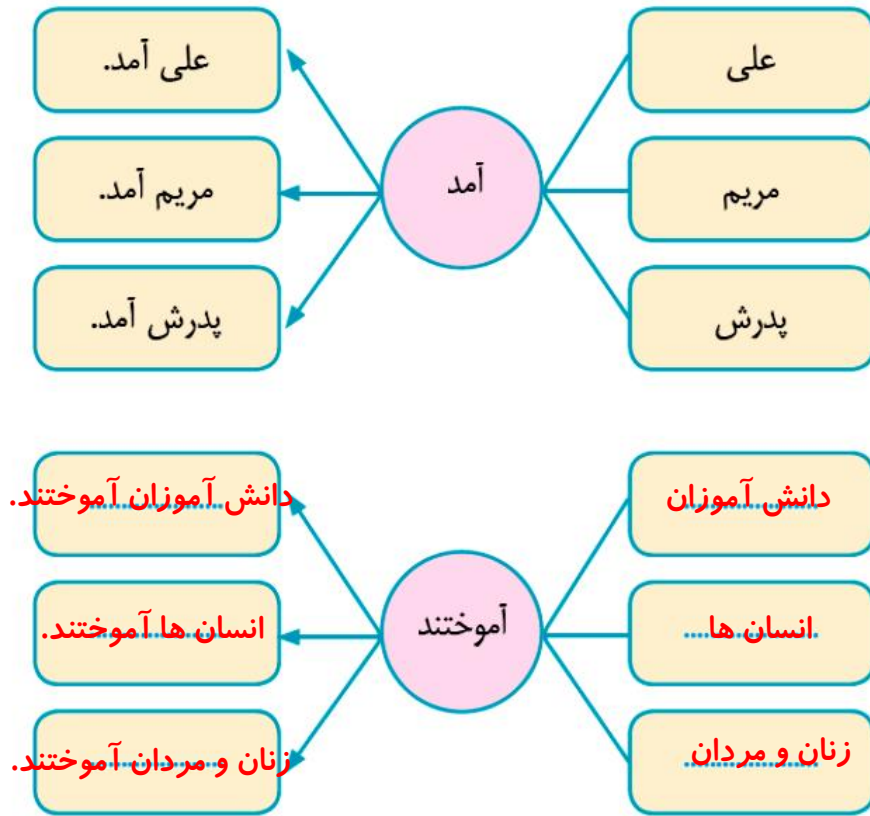 علی
مریم
پدرش
آمد
علی آمد.
مریم آمد.
پدرش آمد.
دانش آموزان
انسان ها
زنان و مردان
آموختند
دانش آموزان آموختند.
انسان ها آموختند.
زنان و مردان آموختند.